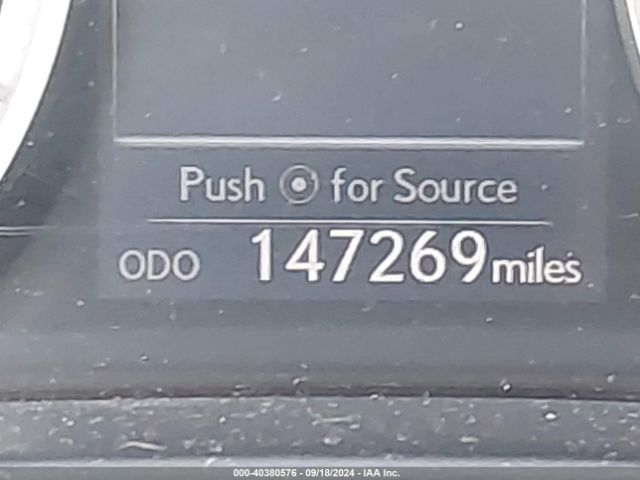 Push ⦿ for Source
ODO 147269 miles
000-40380576 - 09/18/2024 - IAA Inc.